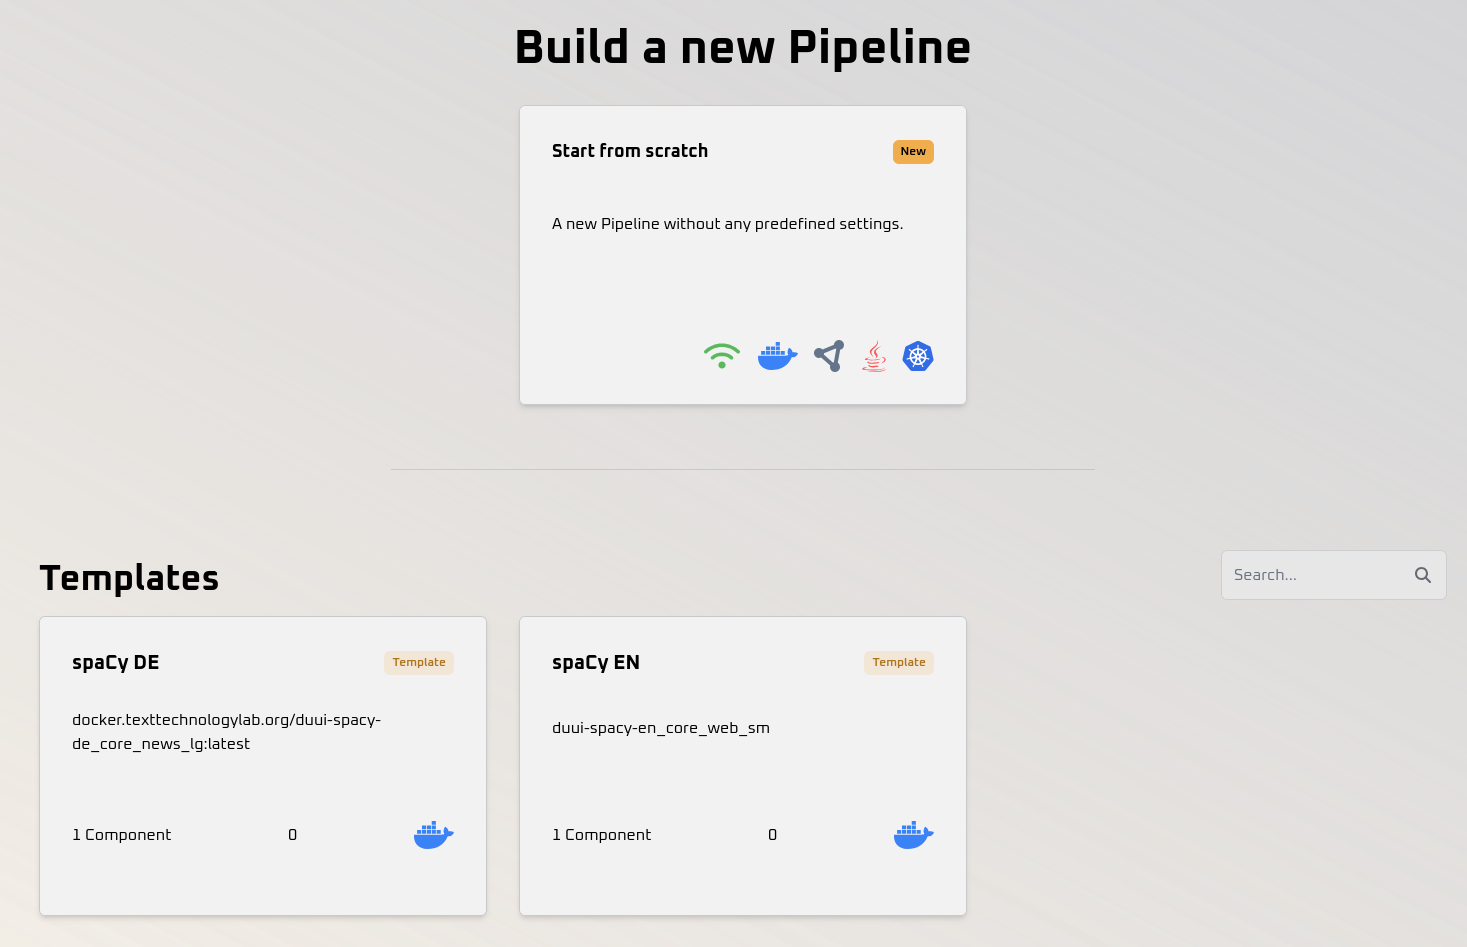 Build a new Pipeline
Start from scratch
New
A new Pipeline without any predefined settings.
Templates
Search...
spaCy DE
Template
docker.texttechnologylab.org/duui-spacy-
de_core_news_lg:latest
1 Component
0
spaCy EN
Template
duui-spacy-en_core_web_sm
1 Component
0